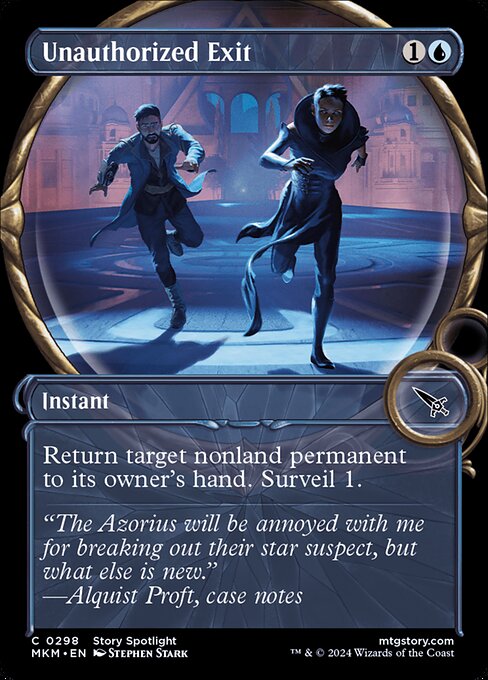 Unauthorized Exit 1
Instant
Return target nonland permanent
to its owner's hand. Surveil 1.
“The Azorius will be annoyed with me
for breaking out their star suspect, but
what else is new.”
—Alquist Proft, case notes
C 0298 Story Spotlight mtgstory.com
MKM • EN STEPHEN STARK ™ & © 2024 Wizards of the Coast